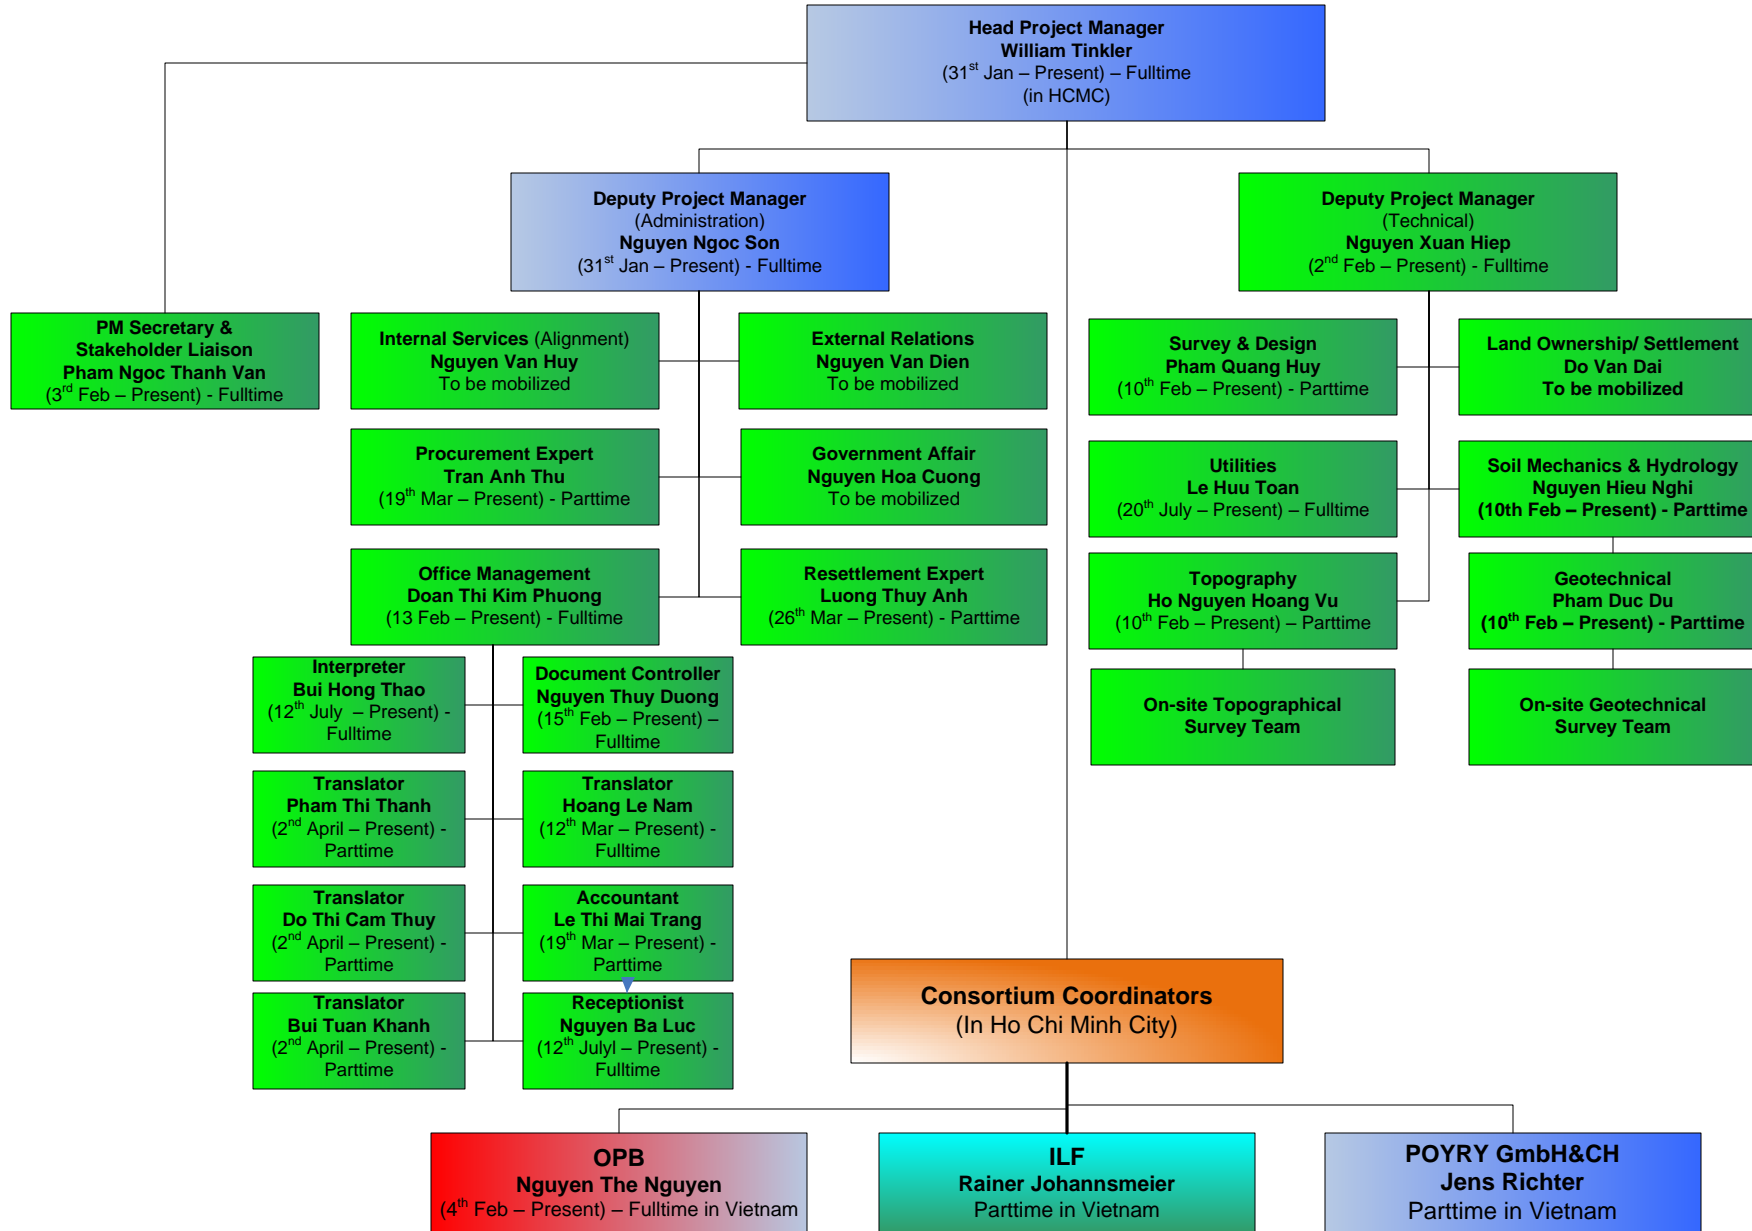 Head Project Manager
William Tinkler
(31st Jan – Present) – Fulltime
(in HCMC)
Deputy Project Manager
(Administration)
Nguyen Ngoc Son
(31st Jan – Present) - Fulltime
Deputy Project Manager
(Technical)
Nguyen Xuan Hiep
(2nd Feb – Present) - Fulltime
PM Secretary &
Stakeholder Liaison
Pham Ngoc Thanh Van
(3rd Feb – Present) - Fulltime
Internal Services (Alignment)
Nguyen Van Huy
To be mobilized
External Relations
Nguyen Van Dien
To be mobilized
Survey & Design
Pham Quang Huy
(10th Feb – Present) - Parttime
Land Ownership/ Settlement
Do Van Dai
To be mobilized
Procurement Expert
Tran Anh Thu
(19th Mar – Present) - Parttime
Government Affair
Nguyen Hoa Cuong
To be mobilized
Utilities
Le Huu Toan
(20th July – Present) – Fulltime
Soil Mechanics & Hydrology
Nguyen Hieu Nghi
(10th Feb – Present) - Parttime
Office Management
Doan Thi Kim Phuong
(13 Feb – Present) - Fulltime
Resettlement Expert
Luong Thuy Anh
(26th Mar – Present) - Parttime
Topography
Ho Nguyen Hoang Vu
(10th Feb – Present) – Parttime
Geotechnical
Pham Duc Du
(10th Feb – Present) - Parttime
Interpreter
Bui Hong Thao
(12th July – Present) -
Fulltime
Document Controller
Nguyen Thuy Duong
(15th Feb – Present) –
Fulltime
On-site Topographical
Survey Team
On-site Geotechnical
Survey Team
Translator
Pham Thi Thanh
(2nd April – Present) -
Parttime
Translator
Hoang Le Nam
(12th Mar – Present) -
Fulltime
Translator
Do Thi Cam Thuy
(2nd April – Present) -
Parttime
Accountant
Le Thi Mai Trang
(19th Mar – Present) -
Parttime
Translator
Bui Tuan Khanh
(2nd April – Present) -
Parttime
Receptionist
Nguyen Ba Luc
(12th Julyl – Present) -
Fulltime
Consortium Coordinators
(In Ho Chi Minh City)
OPB
Nguyen The Nguyen
(4th Feb – Present) – Fulltime in Vietnam
ILF
Rainer Johannsmeier
Parttime in Vietnam
POYRY GmbH&CH
Jens Richter
Parttime in Vietnam